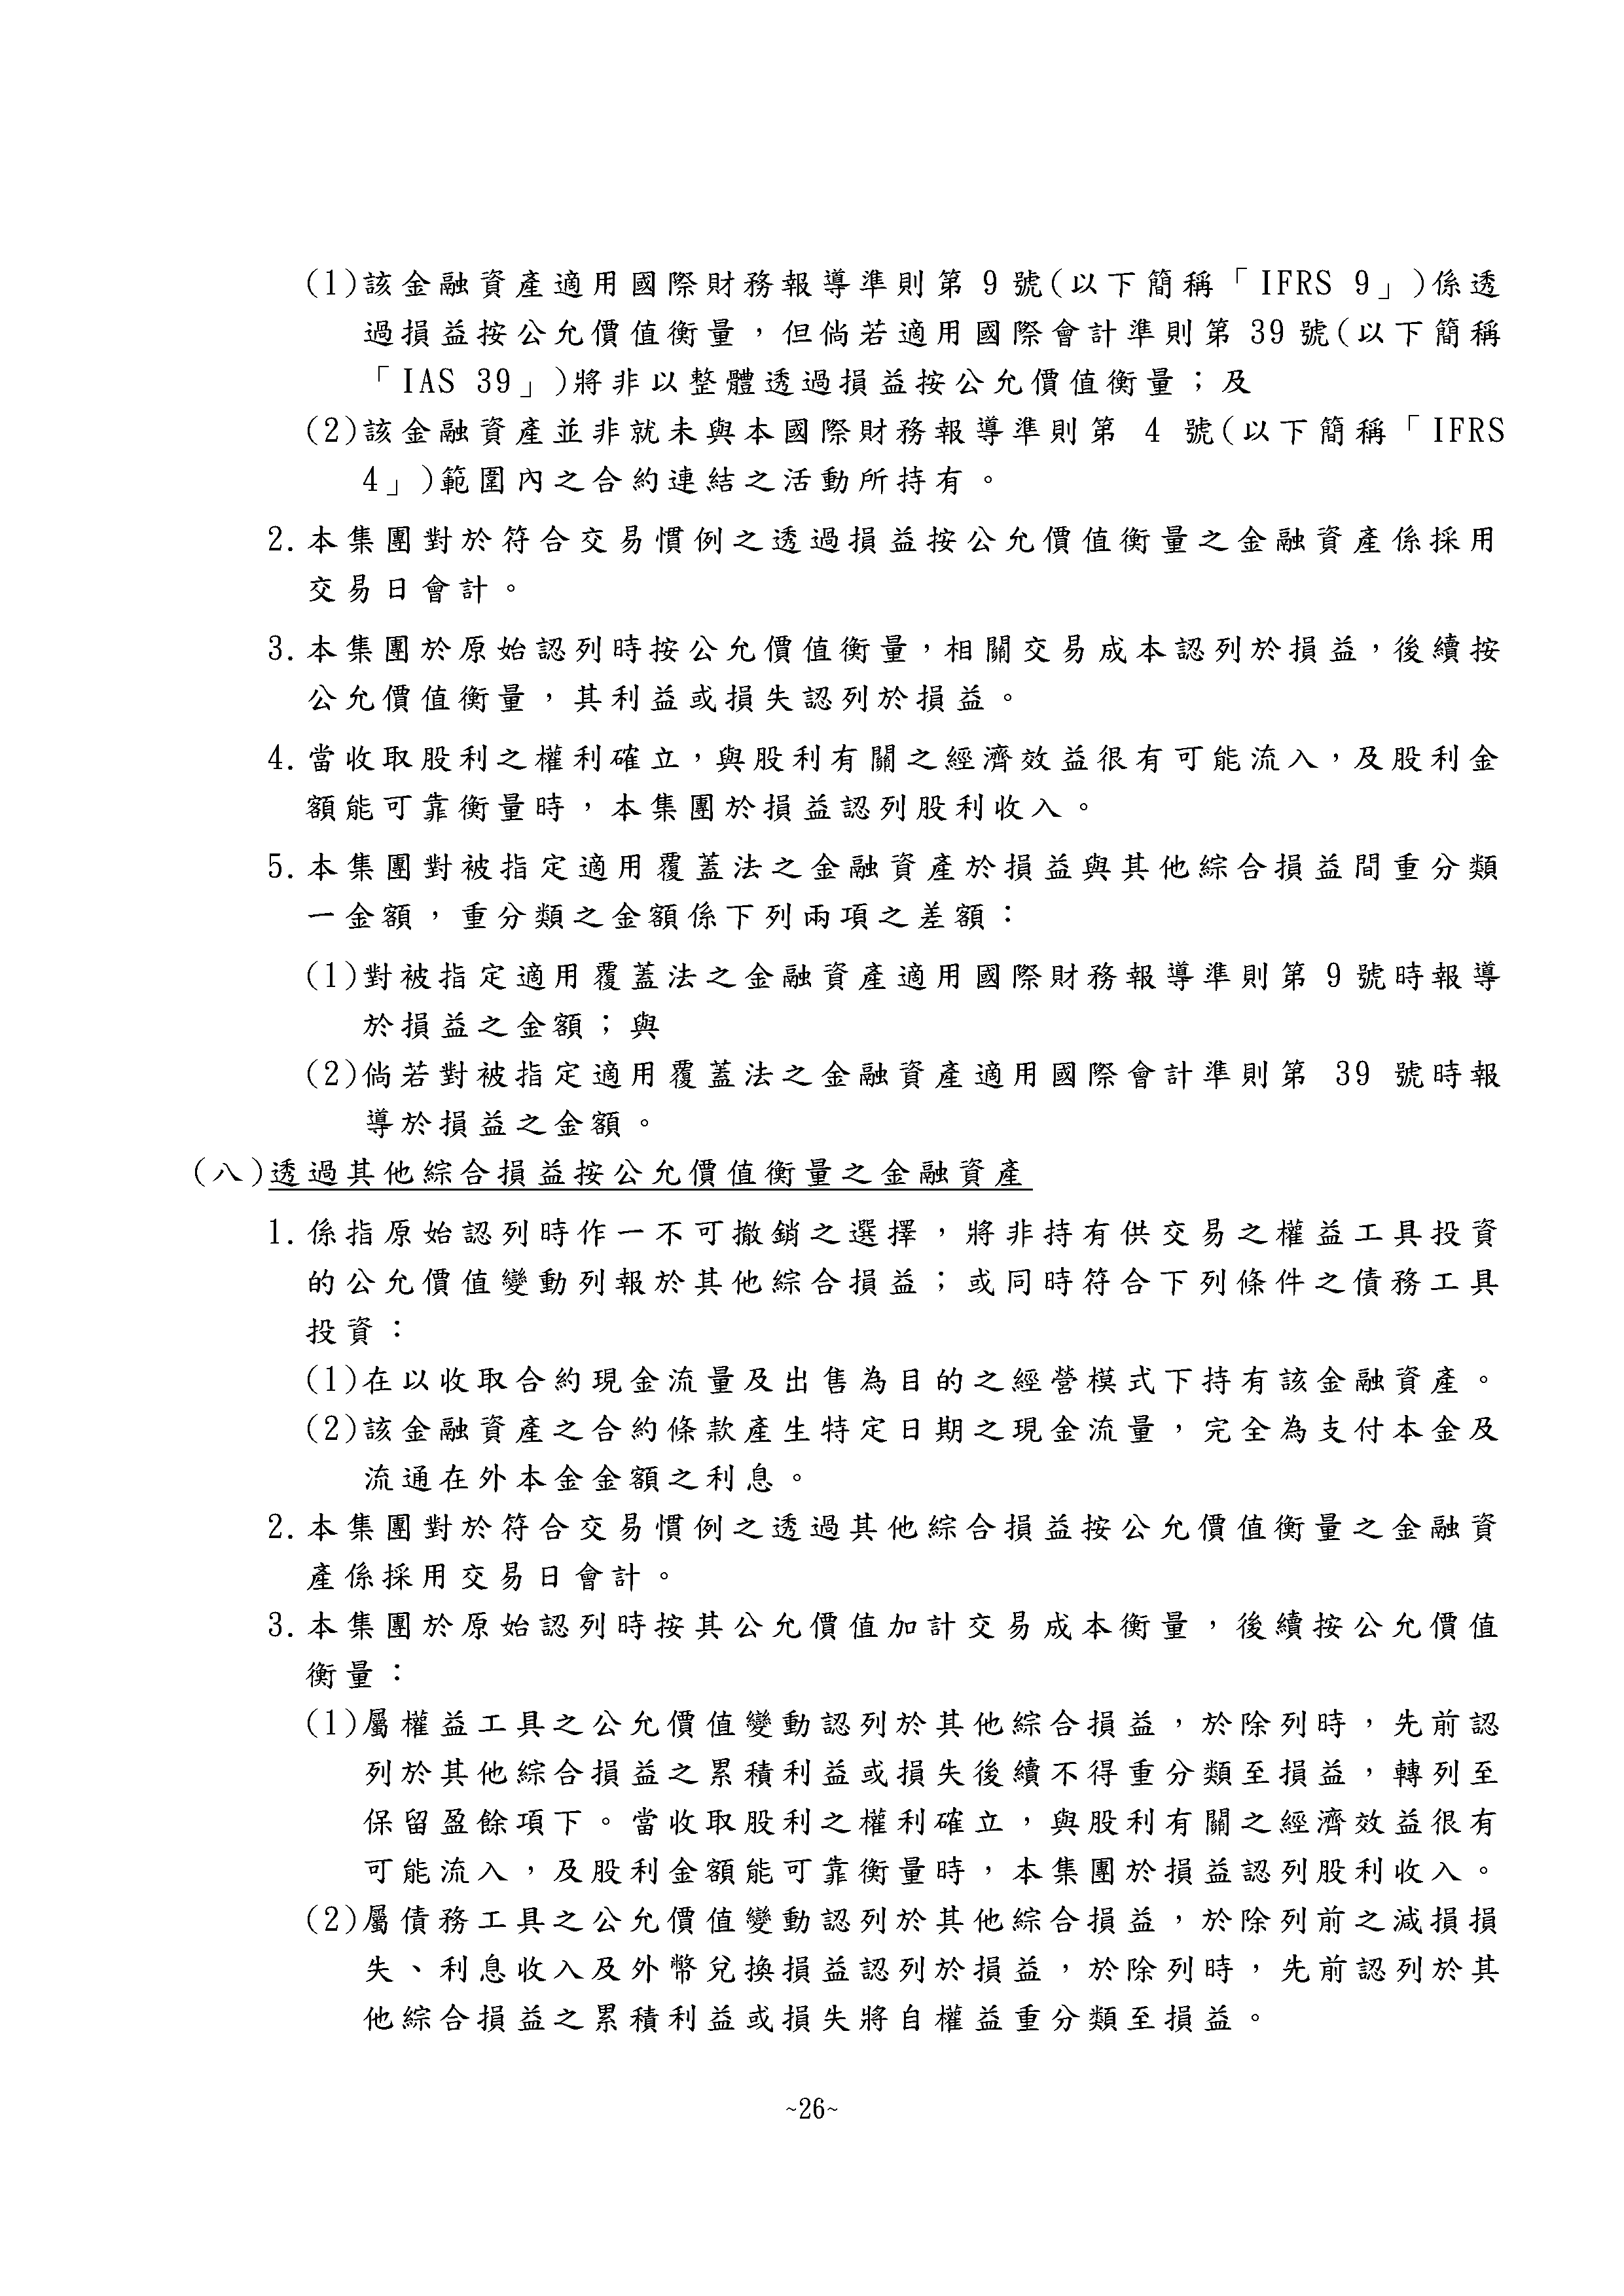 (1)該金融資產適用國際財務報導準則第 9 號(以下簡稱「IFRS 9」)係透
過損益按公允價值衡量，但倘若適用國際會計準則第 39 號(以下簡稱
「IAS 39」)將非以整體透過損益按公允價值衡量；及
(2)該金融資產並非就未與本國際財務報導準則第 4 號(以下簡稱「IFRS
4」)範圍內之合約連結之活動所持有。
2.本集團對於符合交易慣例之透過損益按公允價值衡量之金融資產係採用
交易日會計。
3.本集團於原始認列時按公允價值衡量，相關交易成本認列於損益，後續按
公允價值衡量，其利益或損失認列於損益。
4.當收取股利之權利確立，與股利有關之經濟效益很有可能流入，及股利金
額能可靠衡量時，本集團於損益認列股利收入。
5.本集團對被指定適用覆蓋法之金融資產於損益與其他綜合損益間重分類
一金額，重分類之金額係下列兩項之差額：
(1)對被指定適用覆蓋法之金融資產適用國際財務報導準則第 9 號時報導
於損益之金額；與
(2)倘若對被指定適用覆蓋法之金融資產適用國際會計準則第 39 號時報
導於損益之金額。
(八)透過其他綜合損益按公允價值衡量之金融資產
1.係指原始認列時作一不可撤銷之選擇，將非持有供交易之權益工具投資
的公允價值變動列報於其他綜合損益；或同時符合下列條件之債務工具
投資：
(1)在以收取合約現金流量及出售為目的之經營模式下持有該金融資產。
(2)該金融資產之合約條款產生特定日期之現金流量，完全為支付本金及
流通在外本金金額之利息。
2.本集團對於符合交易慣例之透過其他綜合損益按公允價值衡量之金融資
產係採用交易日會計。
3.本集團於原始認列時按其公允價值加計交易成本衡量，後續按公允價值
衡量：
(1)屬權益工具之公允價值變動認列於其他綜合損益，於除列時，先前認
列於其他綜合損益之累積利益或損失後續不得重分類至損益，轉列至
保留盈餘項下。當收取股利之權利確立，與股利有關之經濟效益很有
可能流入，及股利金額能可靠衡量時，本集團於損益認列股利收入。
(2)屬債務工具之公允價值變動認列於其他綜合損益，於除列前之減損損
失、利息收入及外幣兌換損益認列於損益，於除列時，先前認列於其
他綜合損益之累積利益或損失將自權益重分類至損益。
~26~